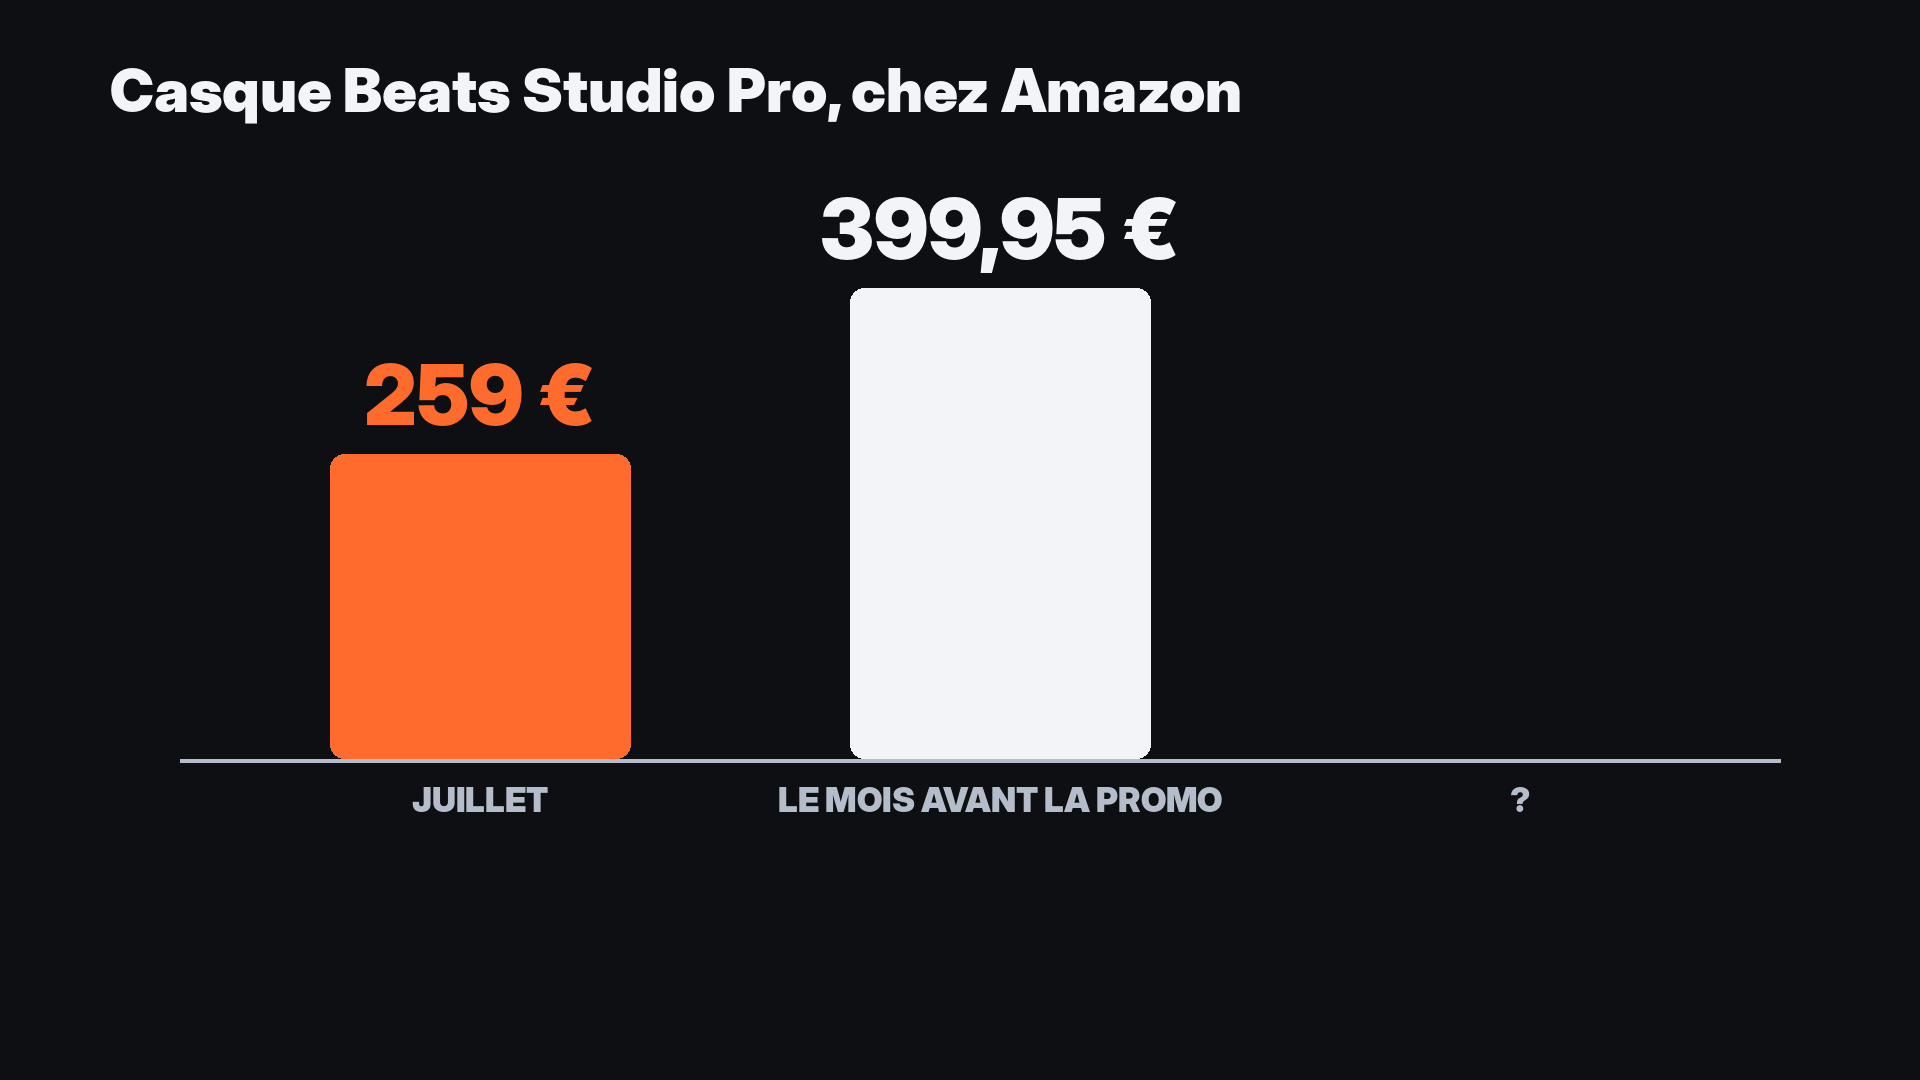 Casque Beats Studio Pro, chez Amazon
399,95 €
259 €
JUILLET
LE MOIS AVANT LA PROMO
?